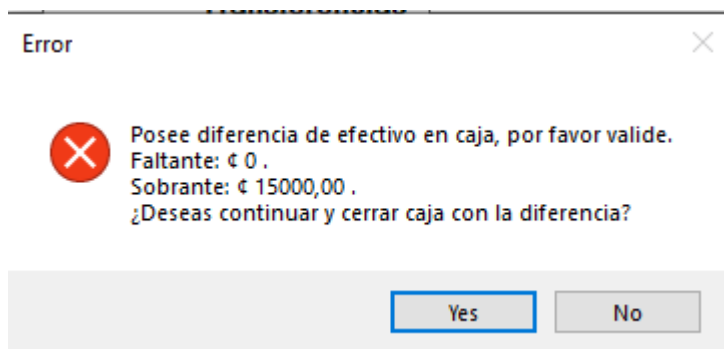 Error
Posee diferencia de efectivo en caja, por favor valide.
Faltante: ¢ 0 .
Sobrante: ¢ 15000,00 .
¿Deseas continuar y cerrar caja con la diferencia?
Yes
No